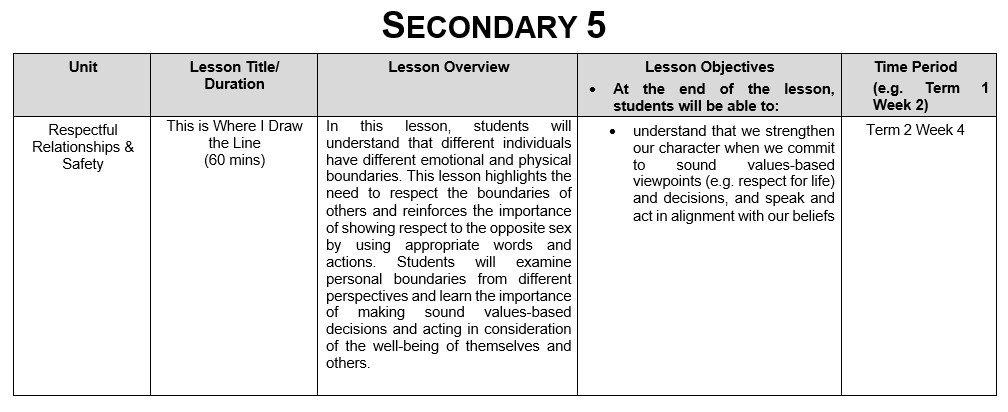 SECONDARY 5
Unit
Lesson Title/
Duration
Lesson Overview
Lesson Objectives
• At the end of the lesson,
students will be able to:
Time Period
(e.g. Term 1
Week 2)
Respectful
Relationships &
Safety
This is Where I Draw
the Line
(60 mins)
In this lesson, students will
understand that different individuals
have different emotional and physical
boundaries. This lesson highlights the
need to respect the boundaries of
others and reinforces the importance
of showing respect to the opposite sex
by using appropriate words and
actions. Students will examine
personal boundaries from different
perspectives and learn the importance
of making sound values-based
decisions and acting in consideration
of the well-being of themselves and
others.
• understand that we strengthen
our character when we commit
to sound values-based
viewpoints (e.g. respect for life)
and decisions, and speak and
act in alignment with our beliefs
Term 2 Week 4